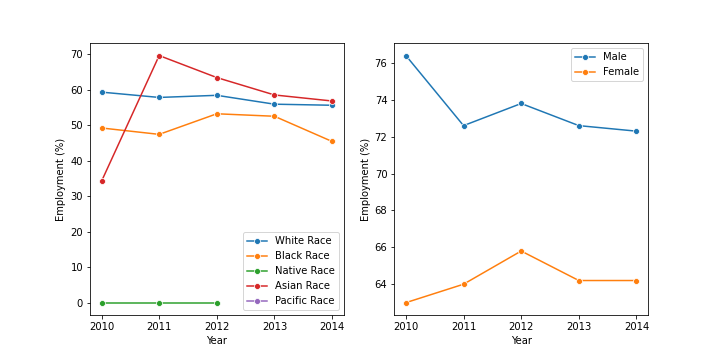 70
60
50
40
30
20
10
0
Employment (%)
2010 2011 2012 2013 2014
Year
White Race
Black Race
Native Race
Asian Race
Pacific Race
76
74
72
70
68
66
64
Employment (%)
2010 2011 2012 2013 2014
Year
Male
Female